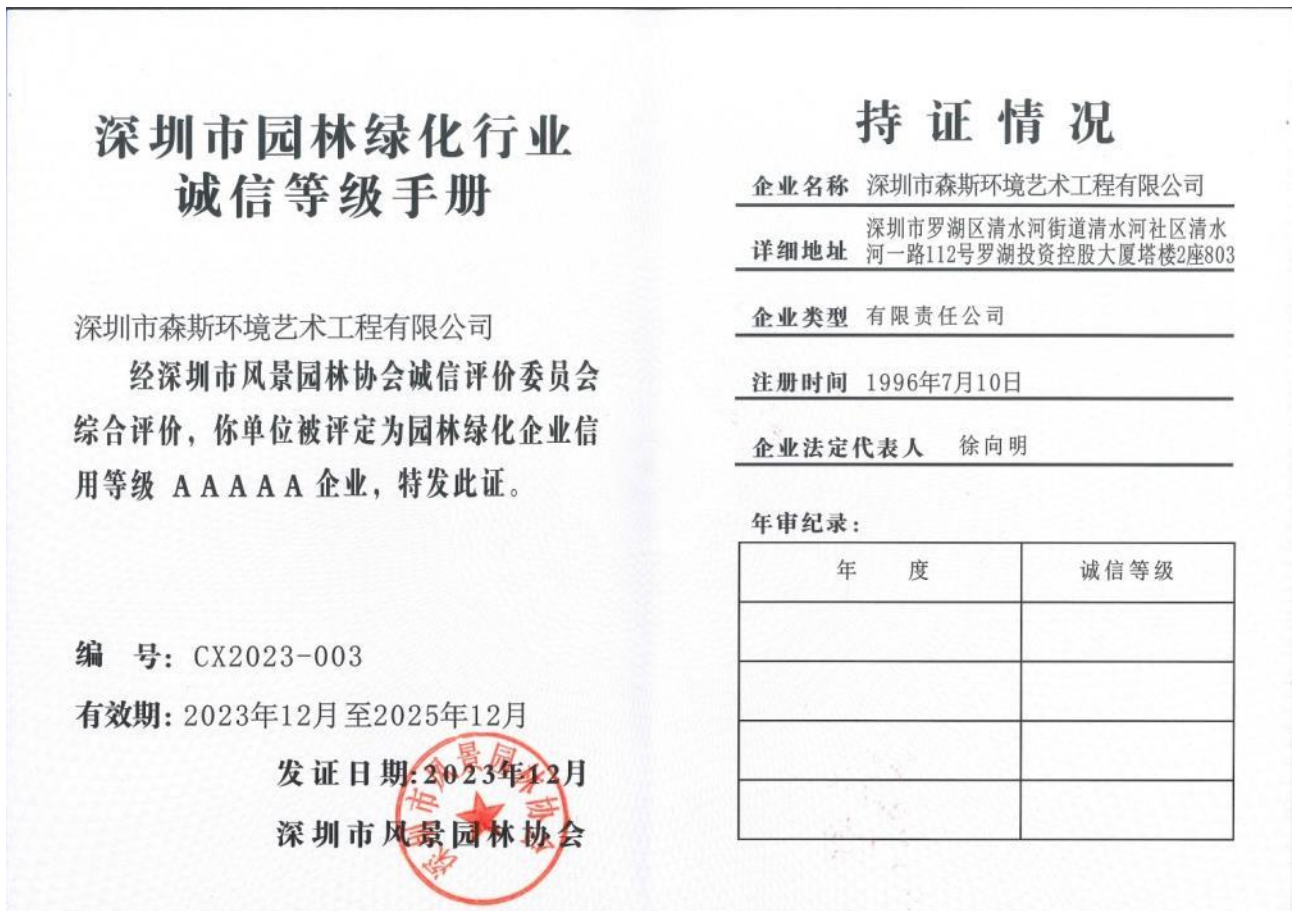 深圳市园林绿化行业
诚信等级手册
深圳市森斯环境艺术工程有限公司
经深圳市风景园林协会诚信评价委员会
综合评价，你单位被评定为园林绿化企业信
用等级 AAAAA 企业，特发此证。
编 号：CX2023-003
有效期：2023年12月至2025年12月
发证日期:2023年12月
深圳市风景园林协会
深圳市风景园林协会
持证情况
企业名称 深圳市森斯环境艺术工程有限公司
详细地址 深圳市罗湖区清水河街道清水河社区清水
河一路112号罗湖投资控股大厦塔楼2座803
企业类型 有限责任公司
注册时间 1996年7月10日
企业法定代表人 徐向明
年审纪录：
年 度 诚信等级